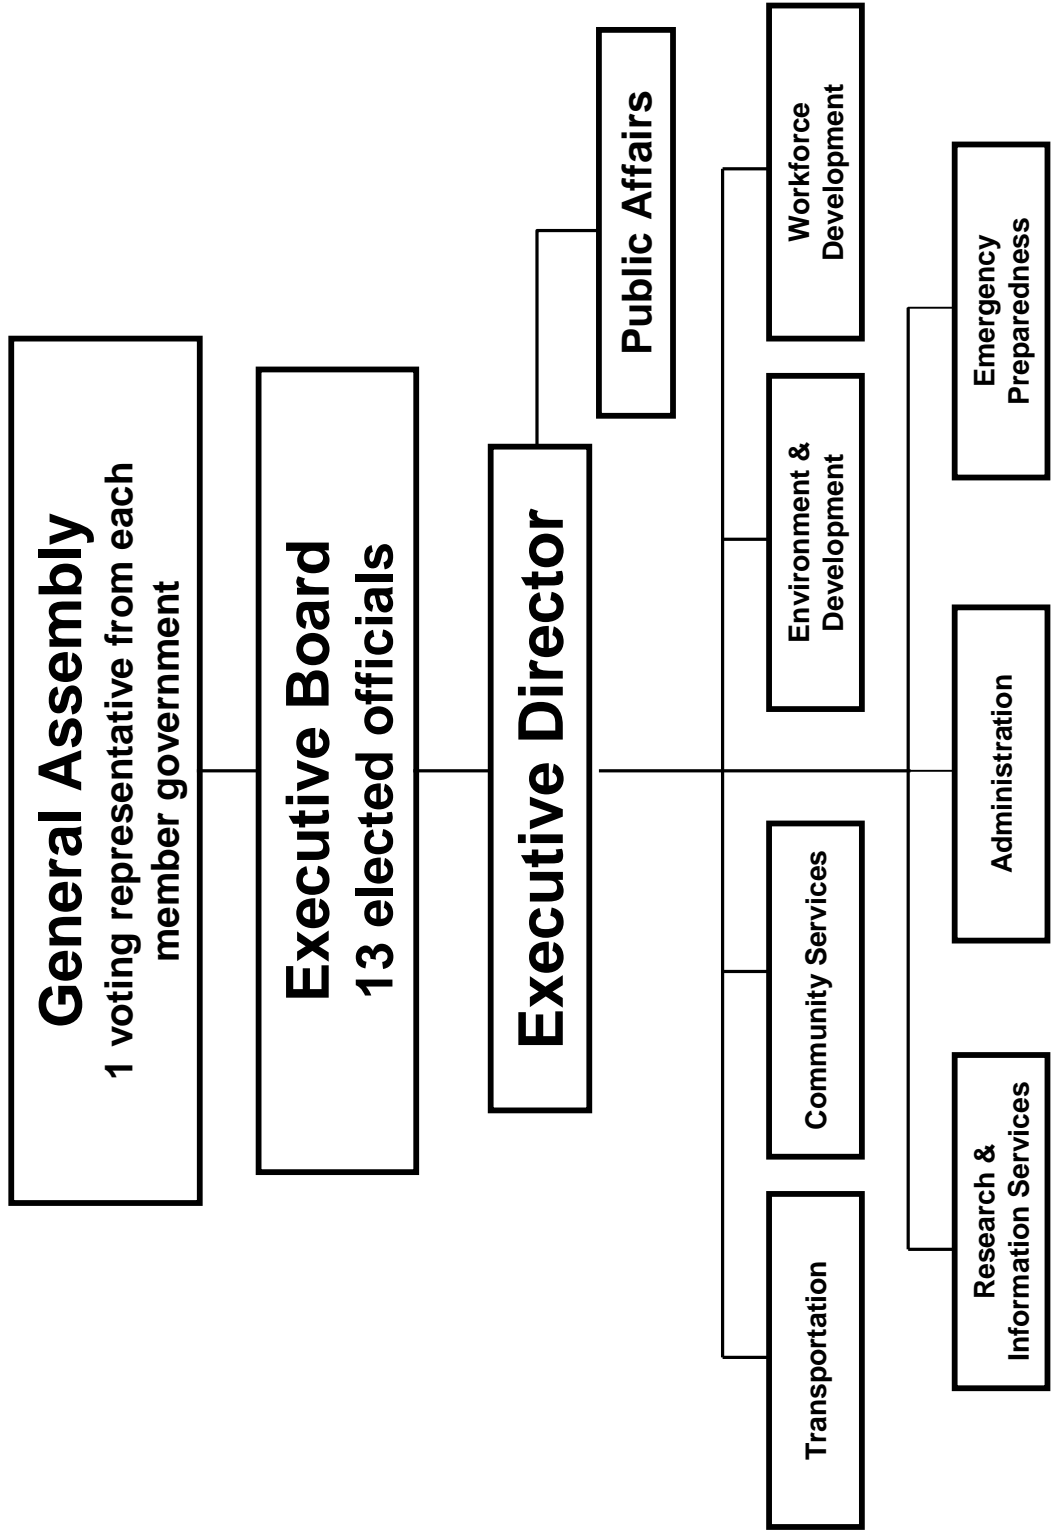 General Assembly
1 voting representative from each
member government
Executive Board
13 elected officials
Executive Director
Public Affairs
Transportation
Community Services
Environment &
Development
Workforce
Development
Research &
Information Services
Administration
Emergency
Preparedness